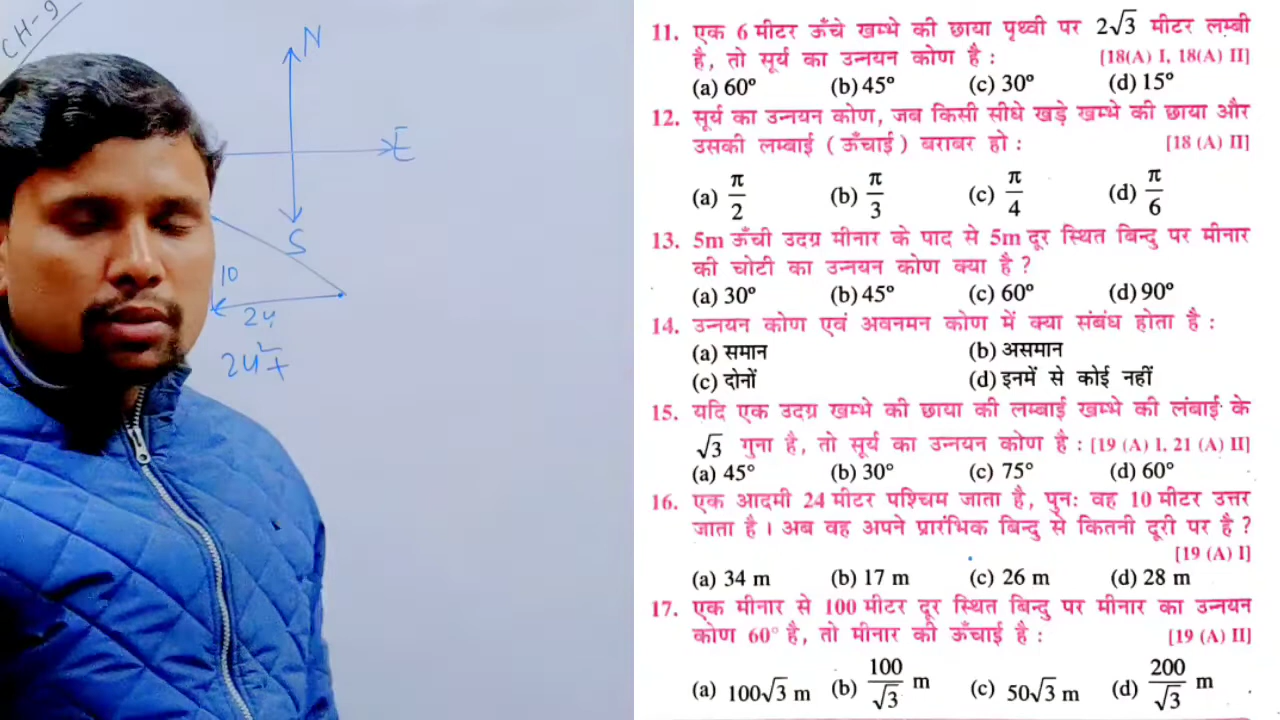 CH-9
N
E
S
10
24
24²+
11. एक 6 मीटर ऊँचे खम्भे की छाया पृथ्वी पर 2√3 मीटर लम्बी
है, तो सूर्य का उन्नयन कोण है : [18(A) I, 18(A) II]
(a) 60° (b) 45° (c) 30° (d) 15°
12. सूर्य का उन्नयन कोण, जब किसी सीधे खड़े खम्भे की छाया और
उसकी लम्बाई ( ऊँचाई ) बराबर हो : [18 (A) II]
(a) π/2 (b) π/3 (c) π/4 (d) π/6
13. 5m ऊँची उदग्र मीनार के पाद से 5m दूर स्थित बिन्दु पर मीनार
की चोटी का उन्नयन कोण क्या है ?
(a) 30° (b) 45° (c) 60° (d) 90°
14. उन्नयन कोण एवं अवनमन कोण में क्या संबंध होता है :
(a) समान (b) असमान
(c) दोनों (d) इनमें से कोई नहीं
15. यदि एक उदग्र खम्भे की छाया की लम्बाई खम्भे की लंबाई के
√3 गुना है, तो सूर्य का उन्नयन कोण है : [19 (A) I, 21 (A) II]
(a) 45° (b) 30° (c) 75° (d) 60°
16. एक आदमी 24 मीटर पश्चिम जाता है, पुनः वह 10 मीटर उत्तर
जाता है । अब वह अपने प्रारंभिक बिन्दु से कितनी दूरी पर है ?
[19 (A) I]
(a) 34 m (b) 17 m (c) 26 m (d) 28 m
17. एक मीनार से 100 मीटर दूर स्थित बिन्दु पर मीनार का उन्नयन
कोण 60° है, तो मीनार की ऊँचाई है : [19 (A) II]
(a) 100√3 m (b) 100/√3 m (c) 50√3 m (d) 200/√3 m